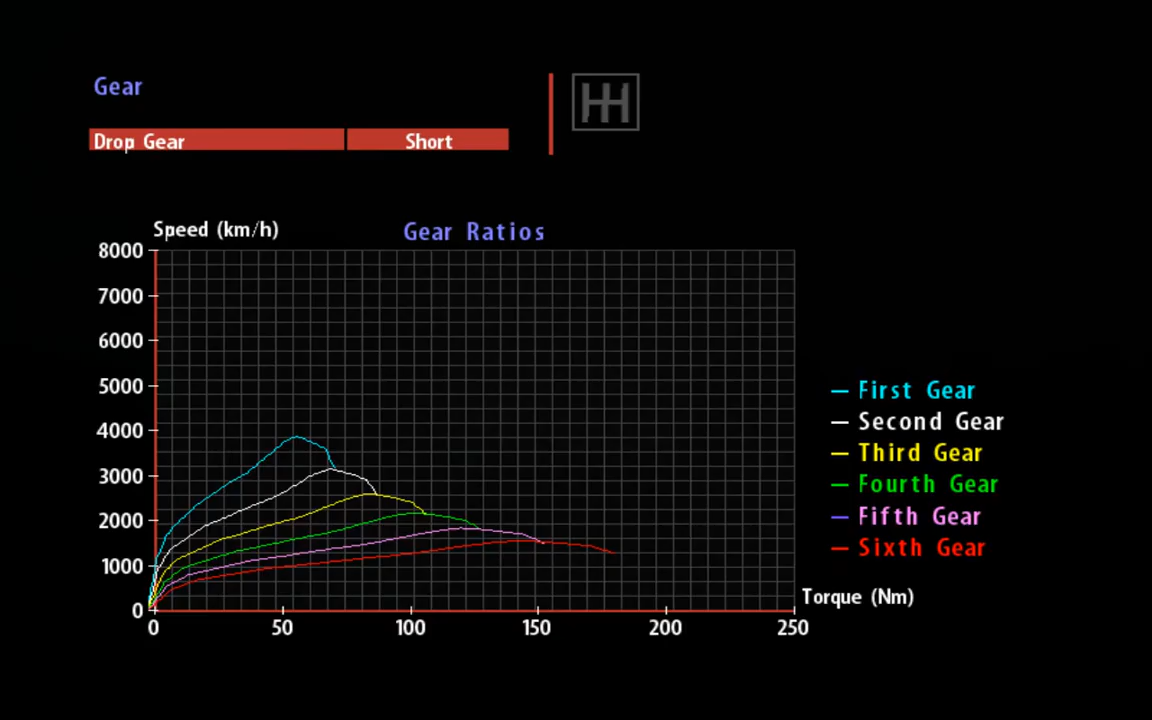 Gear
Drop Gear Short
Speed (km/h)
Gear Ratios
8000
7000
6000
5000
4000
3000
2000
1000
0
0 50 100 150 200 250
Torque (Nm)
First Gear
Second Gear
Third Gear
Fourth Gear
Fifth Gear
Sixth Gear